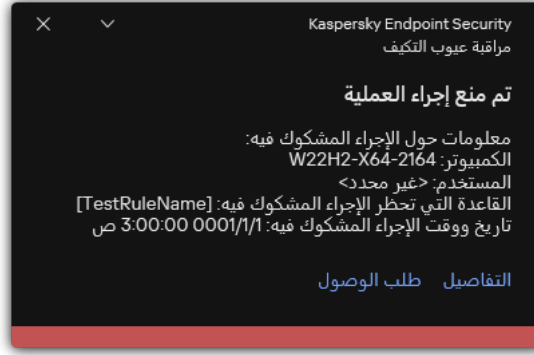 Kaspersky Endpoint Security
مراقبة عيوب التكيف
تم منع إجراء العملية
معلومات حول الإجراء المشكوك فيه:
الكمبيوتر: W22H2-X64-2164
المستخدم: <غير محدد>
القاعدة التي تحظر الإجراء المشكوك فيه: [TestRuleName]
تاريخ ووقت الإجراء المشكوك فيه: 0001/1/1 3:00:00 ص
التفاصيل طلب الوصول